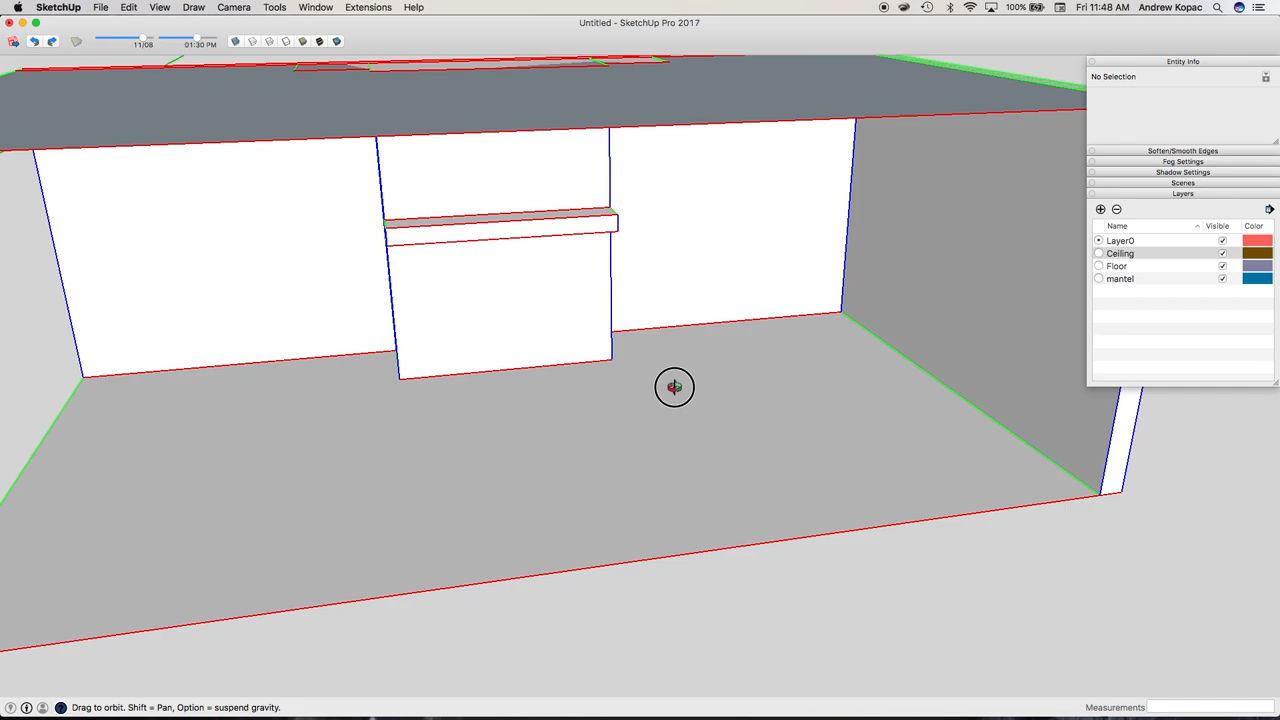 SketchUp File Edit View Draw Camera Tools Window Extensions Help 100% Fri 11:48 AM Andrew Kopac
Untitled - SketchUp Pro 2017
11/08 01:30 PM
Entity Info
No Selection
Soften/Smooth Edges
Fog Settings
Shadow Settings
Scenes
Layers
Name Visible Color
Layer0
Ceiling
Floor
mantel
Drag to orbit. Shift = Pan, Option = suspend gravity. Measurements